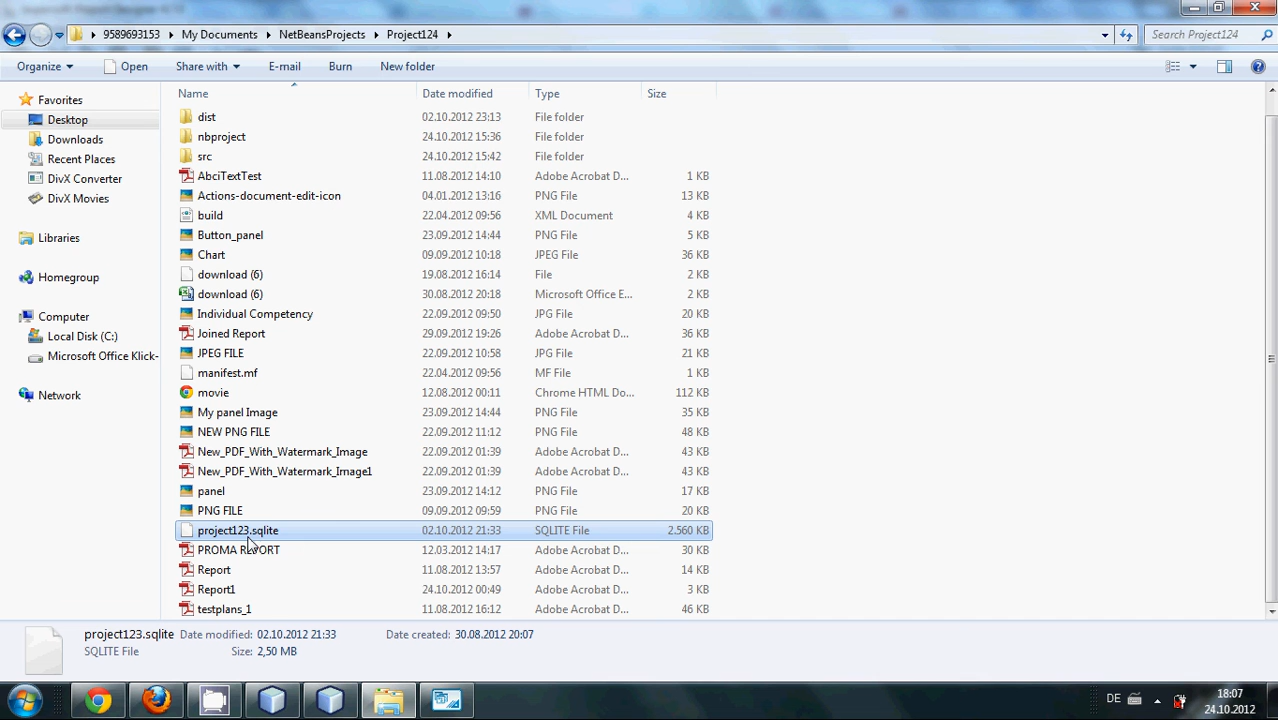 9589693153 ▸ My Documents ▸ NetBeansProjects ▸ Project124 ▸
Search Project124
Organize Open Share with E-mail Burn New folder
Favorites
Desktop
Downloads
Recent Places
DivX Converter
DivX Movies
Libraries
Homegroup
Computer
Local Disk (C:)
Microsoft Office Klick-
Network
Name Date modified Type Size
dist 02.10.2012 23:13 File folder
nbproject 24.10.2012 15:36 File folder
src 24.10.2012 15:42 File folder
AbciTextTest 11.08.2012 14:10 Adobe Acrobat D... 1 KB
Actions-document-edit-icon 04.01.2012 13:16 PNG File 13 KB
build 22.04.2012 09:56 XML Document 4 KB
Button_panel 23.09.2012 14:44 PNG File 5 KB
Chart 09.09.2012 10:18 JPEG File 36 KB
download (6) 19.08.2012 16:14 File 2 KB
download (6) 30.08.2012 20:18 Microsoft Office E... 2 KB
Individual Competency 22.09.2012 09:50 JPG File 20 KB
Joined Report 29.09.2012 19:26 Adobe Acrobat D... 36 KB
JPEG FILE 22.09.2012 10:58 JPG File 21 KB
manifest.mf 22.04.2012 09:56 MF File 1 KB
movie 12.08.2012 00:11 Chrome HTML Do... 112 KB
My panel Image 23.09.2012 14:44 PNG File 35 KB
NEW PNG FILE 22.09.2012 11:12 PNG File 48 KB
New_PDF_With_Watermark_Image 22.09.2012 01:39 Adobe Acrobat D... 43 KB
New_PDF_With_Watermark_Image1 22.09.2012 01:39 Adobe Acrobat D... 43 KB
panel 23.09.2012 14:12 PNG File 17 KB
PNG FILE 09.09.2012 09:59 PNG File 20 KB
project123.sqlite 02.10.2012 21:33 SQLITE File 2.560 KB
PROMA REPORT 12.03.2012 14:17 Adobe Acrobat D... 30 KB
Report 11.08.2012 13:57 Adobe Acrobat D... 14 KB
Report1 24.10.2012 00:49 Adobe Acrobat D... 3 KB
testplans_1 11.08.2012 16:12 Adobe Acrobat D... 46 KB
project123.sqlite Date modified: 02.10.2012 21:33 Date created: 30.08.2012 20:07
SQLITE File Size: 2,50 MB
DE 18:07
24.10.2012